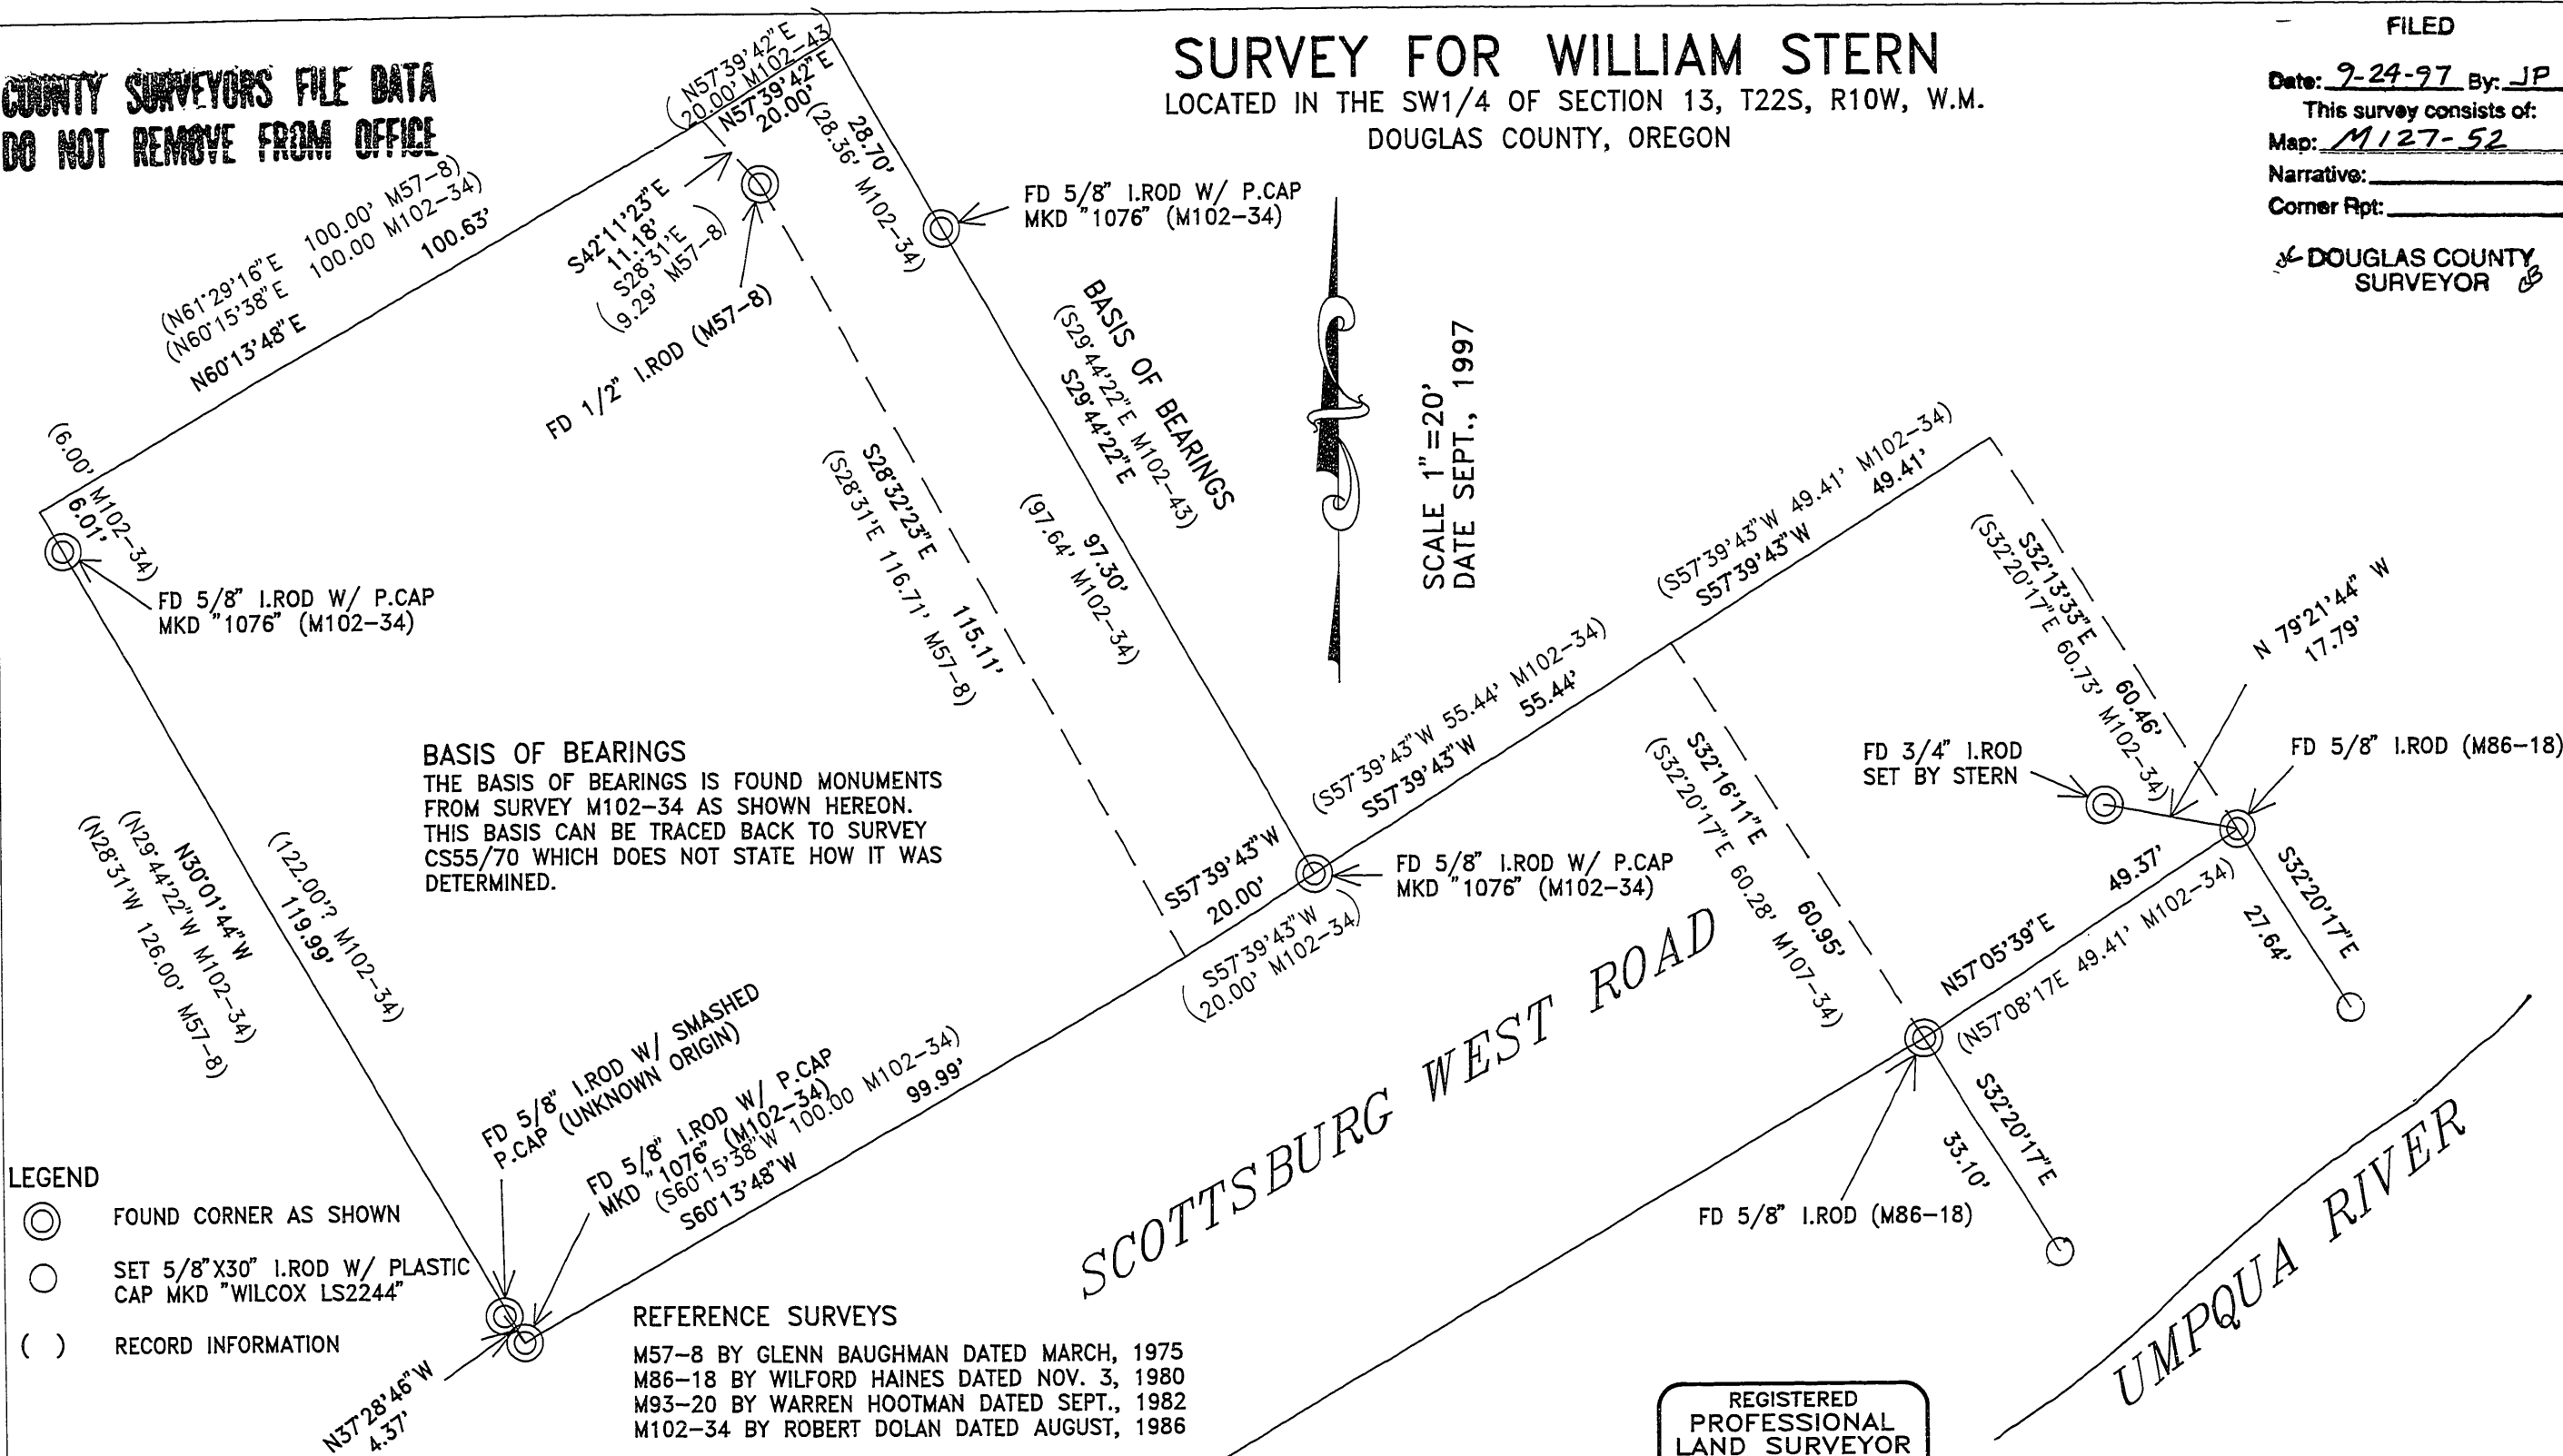 COUNTY SURVEYORS FILE DATA
DO NOT REMOVE FROM OFFICE
SURVEY FOR WILLIAM STERN
LOCATED IN THE SW1/4 OF SECTION 13, T22S, R10W, W.M.
DOUGLAS COUNTY, OREGON
FILED
Date: 9-24-97 By: JP
This survey consists of:
Map: M127-52
Narrative:
Corner Rpt:
DOUGLAS COUNTY
SURVEYOR
(N57°39'42"E
20.00' M102-43)
N57°39'42"E
20.00'
28.70'
(28.36' M102-34)
FD 5/8" I.ROD W/ P.CAP
MKD "1076" (M102-34)
(N61°29'16"E 100.00' M57-8)
(N60°15'38"E 100.00 M102-34)
N60°13'48"E 100.63'
S42°11'23"E
11.18'
(S28°31'E
9.29' M57-8)
FD 1/2" I.ROD (M57-8)
BASIS OF BEARINGS
(S29°44'22"E M102-43)
S29°44'22"E
97.30'
(97.64' M102-34)
SCALE 1"=20'
DATE SEPT., 1997
(6.00' M102-34)
6.01'
FD 5/8" I.ROD W/ P.CAP
MKD "1076" (M102-34)
S28°32'23"E 115.11'
(S28°31'E 116.71' M57-8)
(S57°39'43"W 49.41' M102-34)
S57°39'43"W 49.41'
S32°13'33"E 60.46'
(S32°20'17"E 60.73' M102-34)
N 79°21'44" W
17.79'
FD 3/4" I.ROD
SET BY STERN
FD 5/8" I.ROD (M86-18)
(S57°39'43"W 55.44' M102-34)
S57°39'43"W 55.44'
S32°16'11"E 60.95'
(S32°20'17"E 60.28' M107-34)
BASIS OF BEARINGS
THE BASIS OF BEARINGS IS FOUND MONUMENTS
FROM SURVEY M102-34 AS SHOWN HEREON.
THIS BASIS CAN BE TRACED BACK TO SURVEY
CS55/70 WHICH DOES NOT STATE HOW IT WAS
DETERMINED.
S57°39'43"W
20.00'
(S57°39'43"W
20.00' M102-34)
FD 5/8" I.ROD W/ P.CAP
MKD "1076" (M102-34)
(122.00'? M102-34)
119.99'
N30°01'44"W
(N29°44'22"W M102-34)
(N28°31'W 126.00' M57-8)
49.37'
N57°05'39"E
(N57°08'17E 49.41' M102-34)
S32°20'17"E
27.64'
S32°20'17"E
33.10'
FD 5/8" I.ROD (M86-18)
SCOTTSBURG WEST ROAD
UMPQUA RIVER
FD 5/8" I.ROD W/ SMASHED
P.CAP (UNKNOWN ORIGIN)
FD 5/8" I.ROD W/ P.CAP
MKD "1076" (M102-34)
(S60°15'38"W 100.00 M102-34)
S60°13'48"W 99.99'
N37°28'46"W
4.37'
LEGEND
FOUND CORNER AS SHOWN
SET 5/8"X30" I.ROD W/ PLASTIC
CAP MKD "WILCOX LS2244"
( ) RECORD INFORMATION
REFERENCE SURVEYS
M57-8 BY GLENN BAUGHMAN DATED MARCH, 1975
M86-18 BY WILFORD HAINES DATED NOV. 3, 1980
M93-20 BY WARREN HOOTMAN DATED SEPT., 1982
M102-34 BY ROBERT DOLAN DATED AUGUST, 1986
REGISTERED
PROFESSIONAL
LAND SURVEYOR